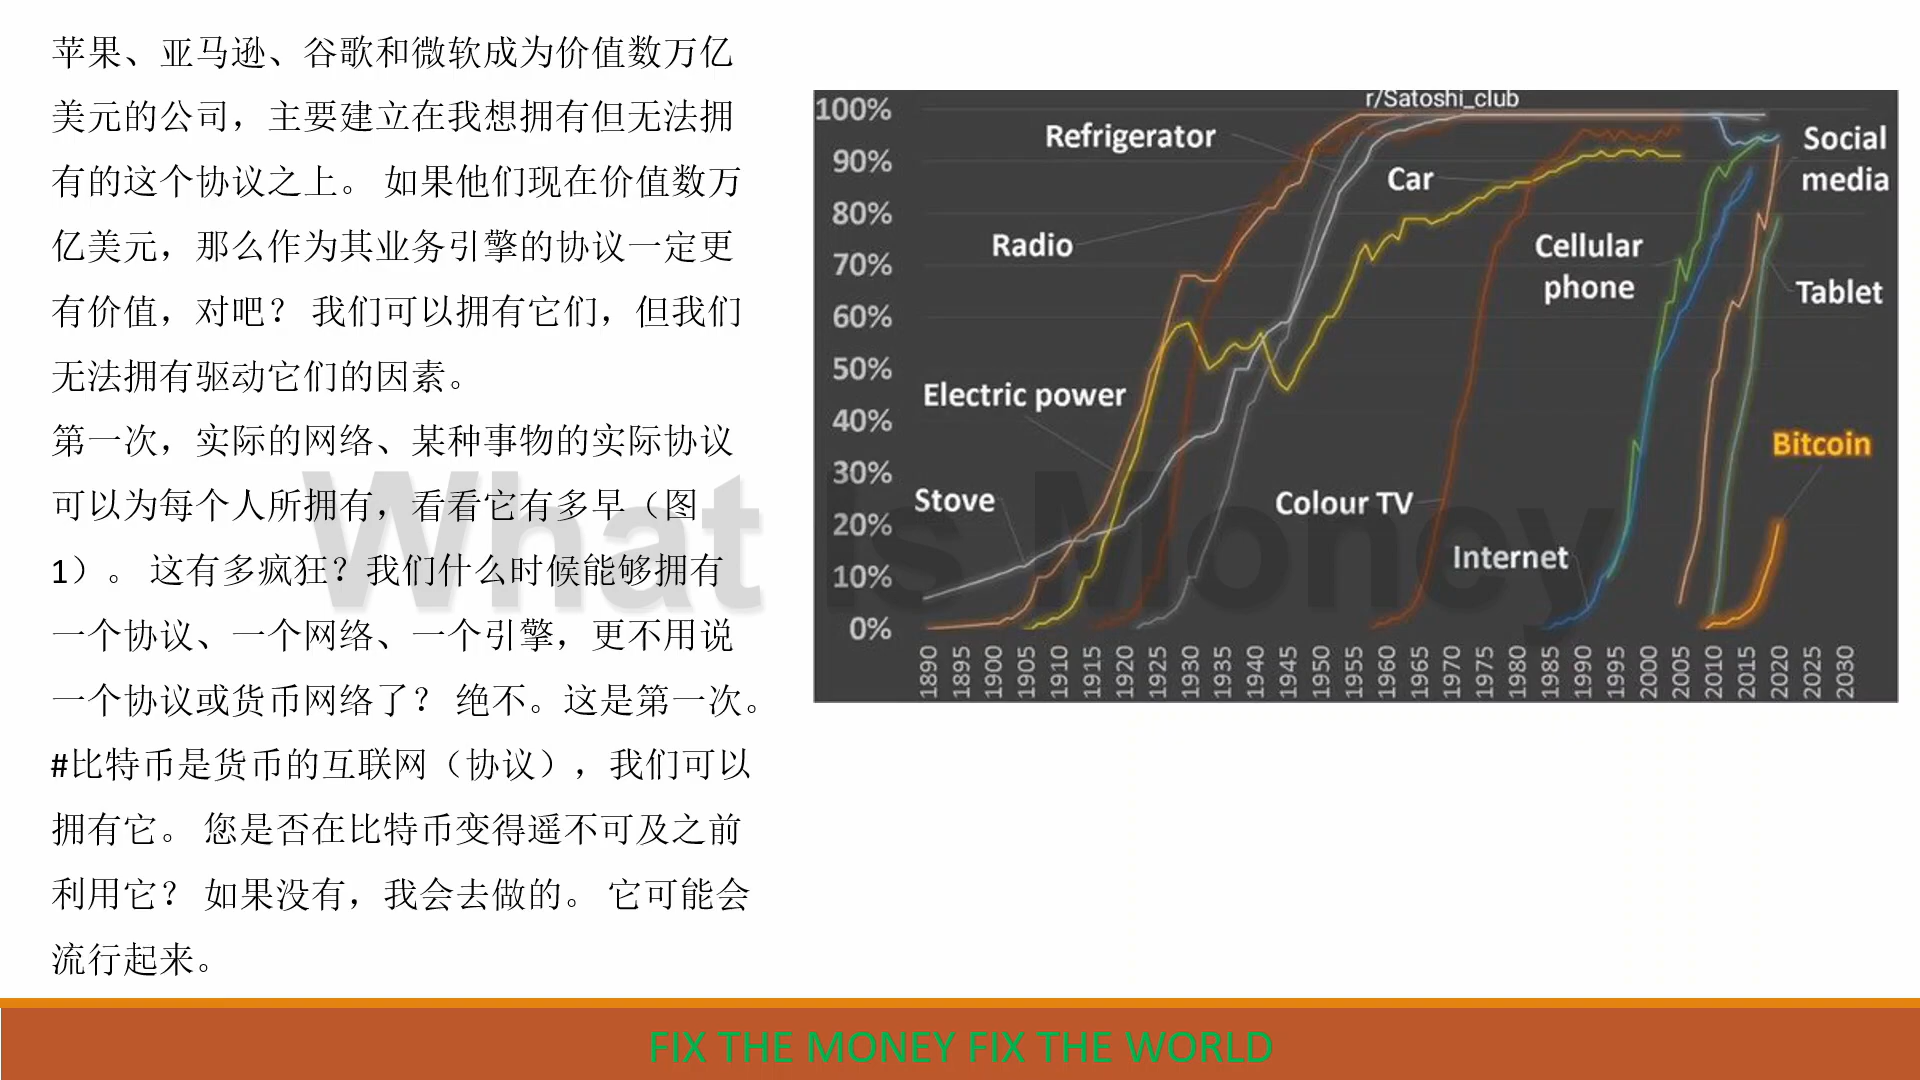 苹果、亚马逊、谷歌和微软成为价值数万亿
美元的公司，主要建立在我想拥有但无法拥
有的这个协议之上。 如果他们现在价值数万
亿美元，那么作为其业务引擎的协议一定更
有价值，对吧？ 我们可以拥有它们，但我们
无法拥有驱动它们的因素。
第一次，实际的网络、某种事物的实际协议
可以为每个人所拥有，看看它有多早（图
1）。 这有多疯狂？我们什么时候能够拥有
一个协议、一个网络、一个引擎，更不用说
一个协议或货币网络了？ 绝不。这是第一次。
#比特币是货币的互联网（协议），我们可以
拥有它。 您是否在比特币变得遥不可及之前
利用它？ 如果没有，我会去做的。 它可能会
流行起来。
What is Money
r/Satoshi_club
100%
90%
80%
70%
60%
50%
40%
30%
20%
10%
0%
Refrigerator
Car
Social
media
Radio
Cellular
phone
Tablet
Electric power
Bitcoin
Stove
Colour TV
Internet
1890
1895
1900
1905
1910
1915
1920
1925
1930
1935
1940
1945
1950
1955
1960
1965
1970
1975
1980
1985
1990
1995
2000
2005
2010
2015
2020
2025
2030
FIX THE MONEY FIX THE WORLD